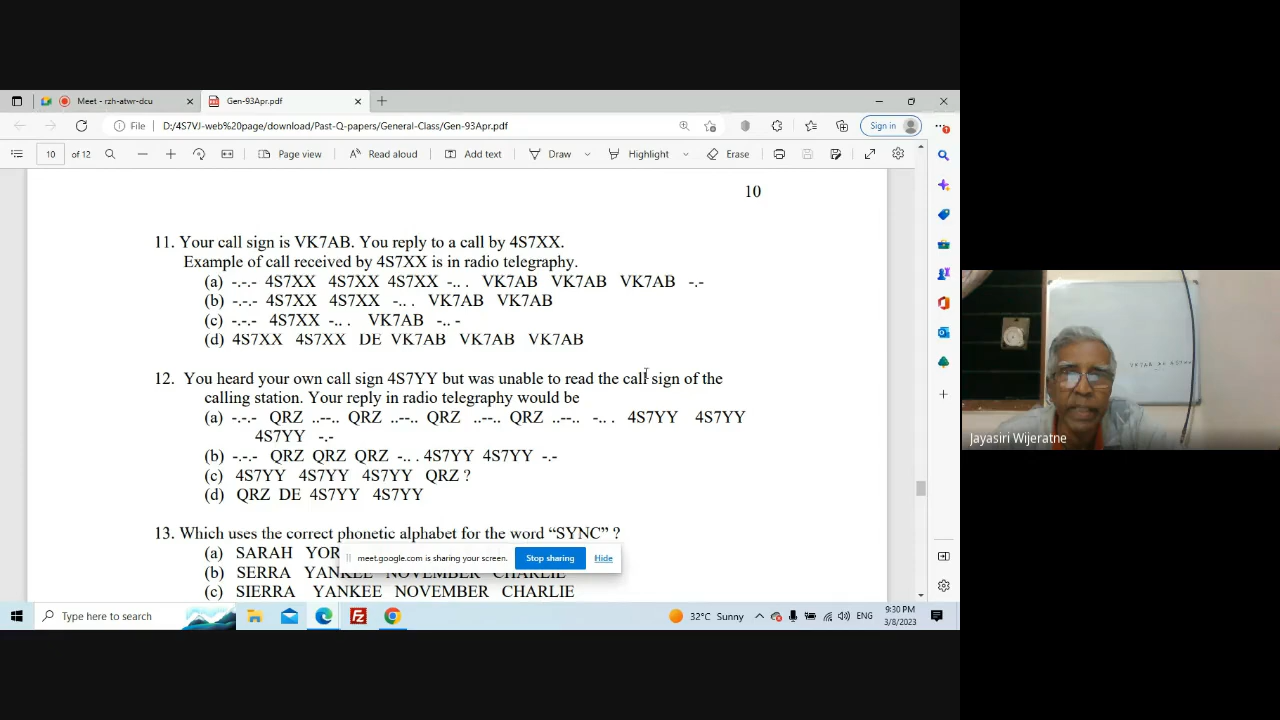 Meet - rzh-atwr-dcu
Gen-93Apr.pdf
File D:/4S7VJ-web%20page/download/Past-Q-papers/General-Class/Gen-93Apr.pdf Sign in
10 of 12 Page view Read aloud Add text Draw Highlight Erase
10
11. Your call sign is VK7AB. You reply to a call by 4S7XX.
Example of call received by 4S7XX is in radio telegraphy.
(a) -.-.- 4S7XX 4S7XX 4S7XX -.. . VK7AB VK7AB VK7AB -.-
(b) -.-.- 4S7XX 4S7XX -.. . VK7AB VK7AB
(c) -.-.- 4S7XX -.. . VK7AB -.. -
(d) 4S7XX 4S7XX DE VK7AB VK7AB VK7AB
12. You heard your own call sign 4S7YY but was unable to read the call sign of the
calling station. Your reply in radio telegraphy would be
(a) -.-.- QRZ ..--.. QRZ ..--.. QRZ ..--.. QRZ ..--.. -.. . 4S7YY 4S7YY
4S7YY -.-
(b) -.-.- QRZ QRZ QRZ -.. . 4S7YY 4S7YY -.-
(c) 4S7YY 4S7YY 4S7YY QRZ ?
(d) QRZ DE 4S7YY 4S7YY
13. Which uses the correct phonetic alphabet for the word “SYNC” ?
(a) SARAH
meet.google.com is sharing your screen. Stop sharing Hide
(b) SERRA YANKEE NOVEMBER CHARLIE
(c) SIERRA YANKEE NOVEMBER CHARLIE
Type here to search
32°C Sunny ENG 9:30 PM
3/8/2023
Jayasiri Wijeratne